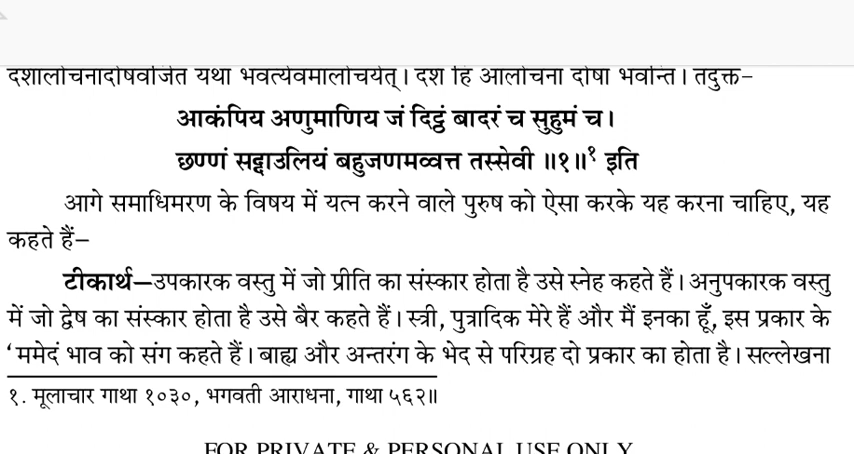 दशालोचनादोषवर्जितं यथा भवत्येवमालोचयेत्। दश हि आलोचना दोषा भवन्ति। तदुक्तं–
आकंपिय अणुमाणिय जं दिट्ठं बादरं च सुहुमं च।
छण्णं सद्दाउलियं बहुजणमव्वत्त तस्सेवी ॥१॥१ इति
आगे समाधिमरण के विषय में यत्न करने वाले पुरुष को ऐसा करके यह करना चाहिए, यह
कहते हैं–
टीकार्थ—उपकारक वस्तु में जो प्रीति का संस्कार होता है उसे स्नेह कहते हैं। अनुपकारक वस्तु
में जो द्वेष का संस्कार होता है उसे बैर कहते हैं। स्त्री, पुत्रादिक मेरे हैं और मैं इनका हूँ, इस प्रकार के
‘ममेदं भाव को संग कहते हैं। बाह्य और अन्तरंग के भेद से परिग्रह दो प्रकार का होता है। सल्लेखना
१. मूलाचार गाथा १०३०, भगवती आराधना, गाथा ५६२॥
FOR PRIVATE & PERSONAL USE ONLY